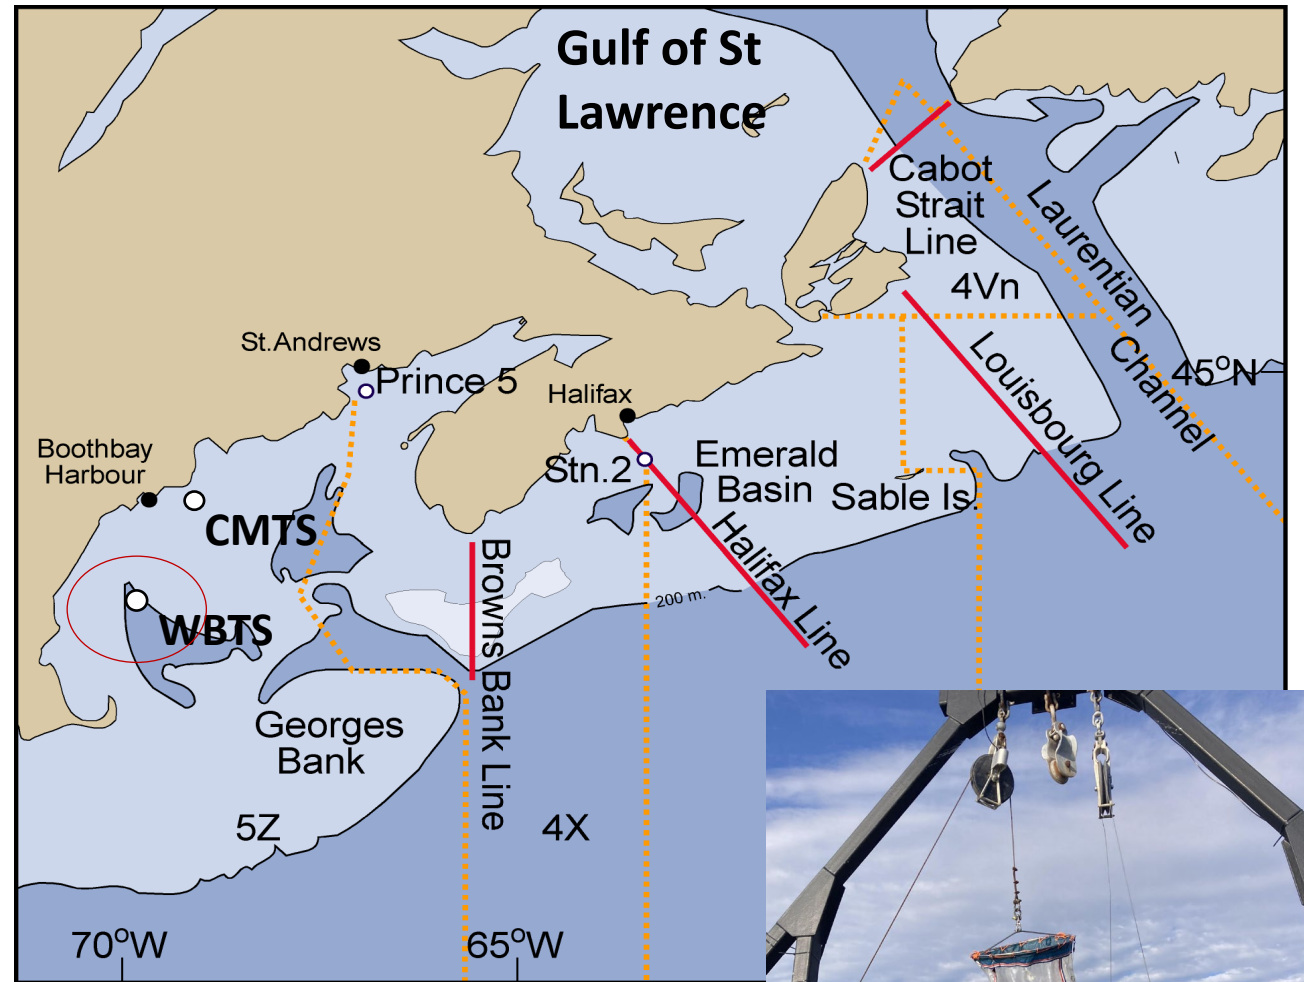 Gulf of St
Lawrence
Cabot
Strait
Line
Laurentian
Channel
4Vn
45°N
Louisbourg Line
St.Andrews
Prince 5
Halifax
Stn.2
Emerald
Basin
Sable Is.
Halifax Line
Boothbay
Harbour
CMTS
WBTS
Browns Bank Line
200 m.
Georges
Bank
5Z
4X
70°W
65°W